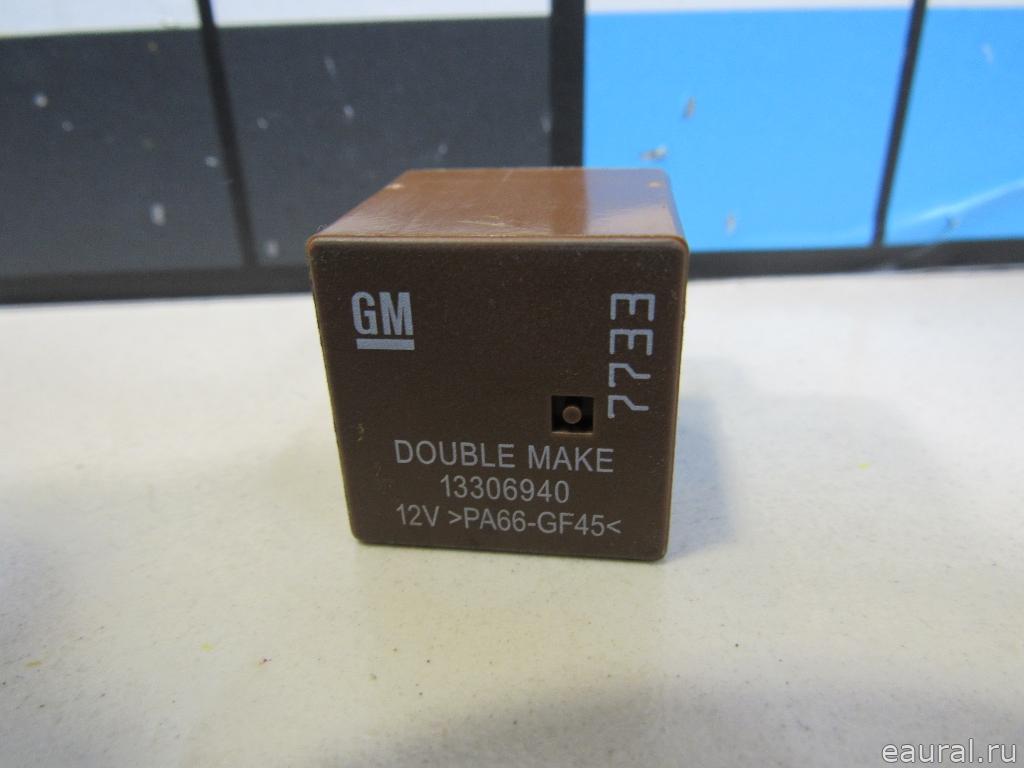 GM
7733
DOUBLE MAKE
13306940
12V >PA66-GF45<
eaural.ru